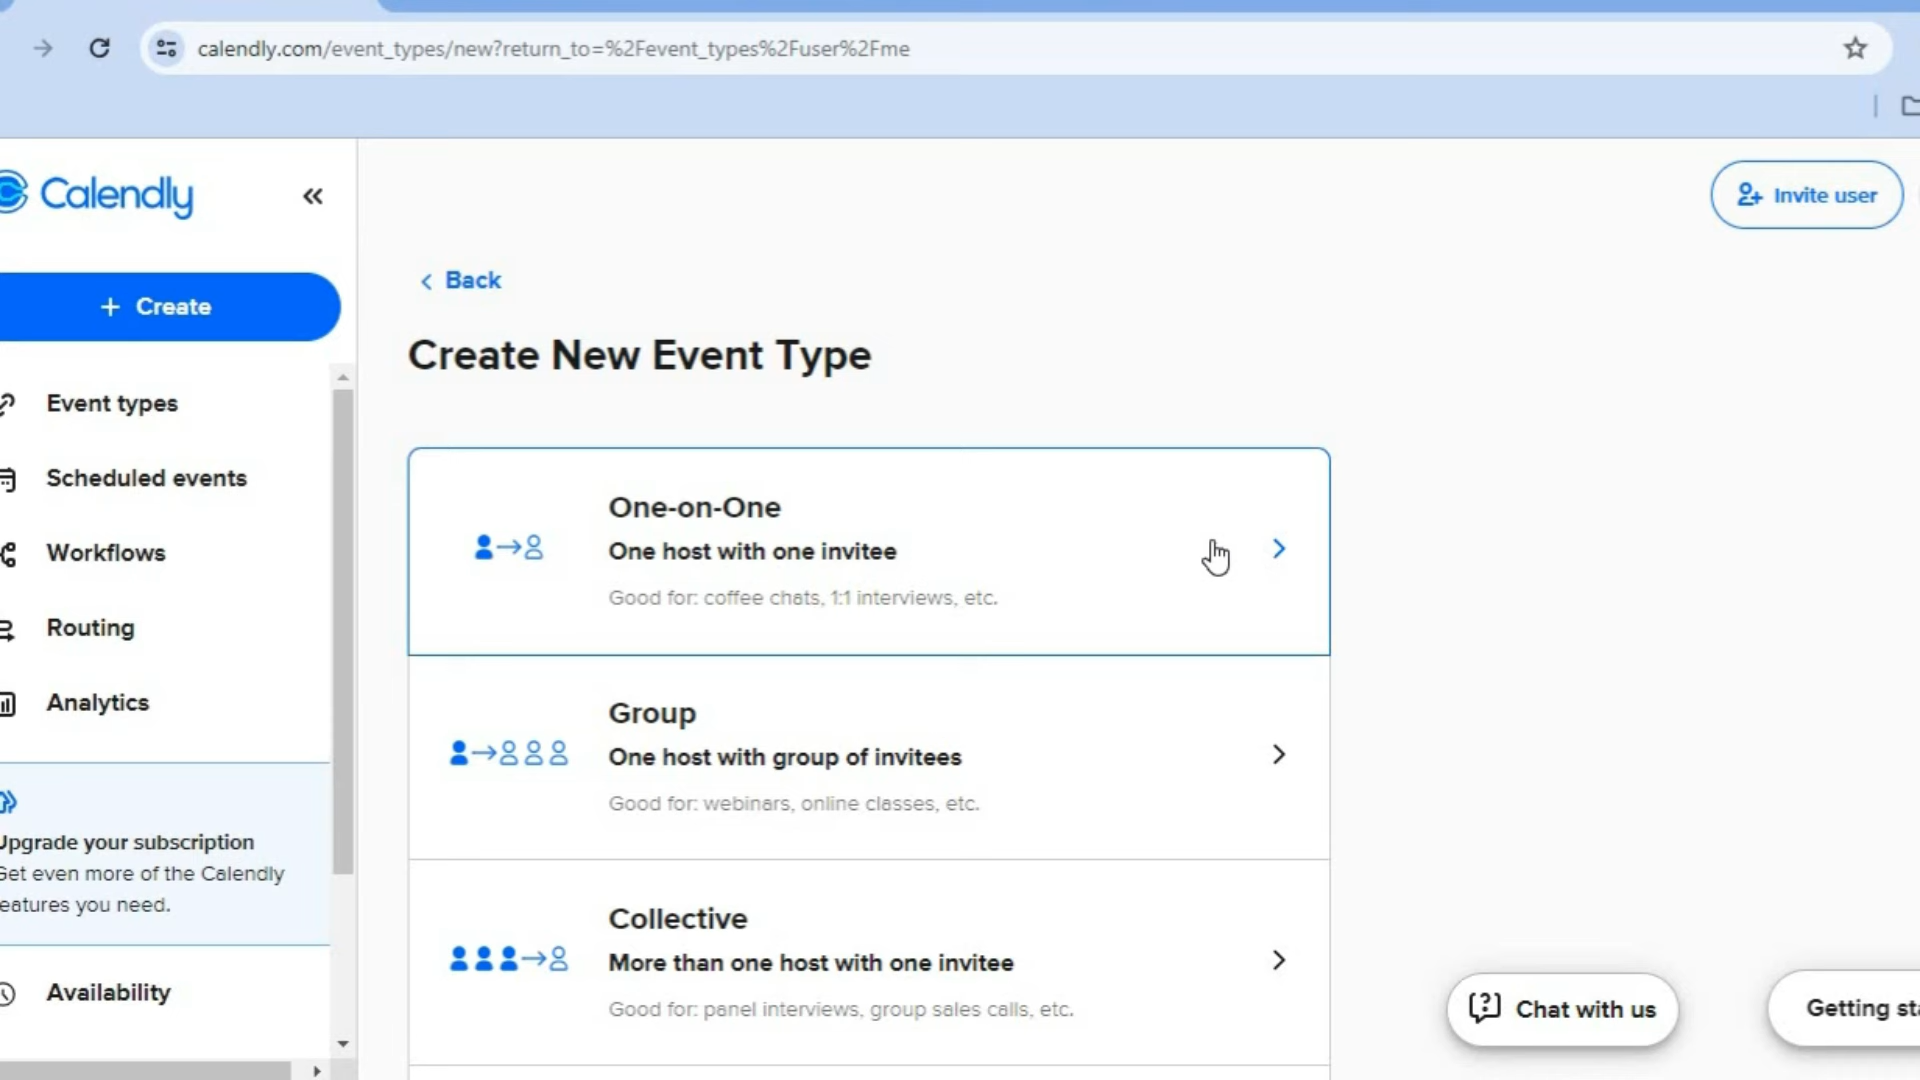 calendly.com/event_types/new?return_to=%2Fevent_types%2Fuser%2Fme
Calendly
«
Invite user
+ Create
< Back
Create New Event Type
Event types
Scheduled events
Workflows
Routing
Analytics
Upgrade your subscription
Get even more of the Calendly
features you need.
Availability
One-on-One
One host with one invitee
Good for: coffee chats, 1:1 interviews, etc.
Group
One host with group of invitees
Good for: webinars, online classes, etc.
Collective
More than one host with one invitee
Good for: panel interviews, group sales calls, etc.
Chat with us
Getting sta